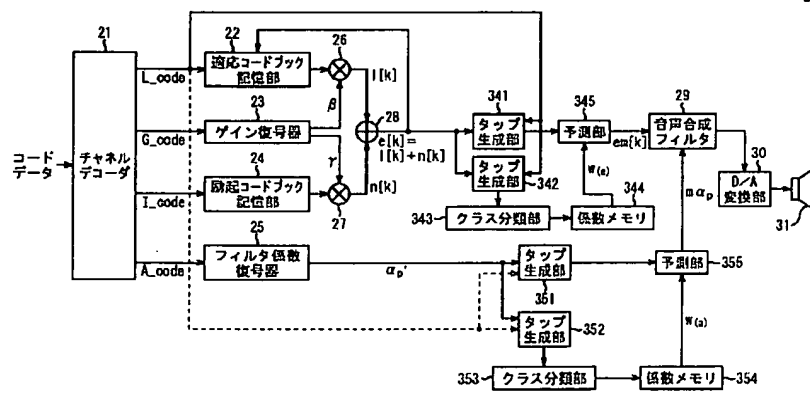 21
22
26
L_code
適応コードブック
記憶部
l[k]
23
β
28
341
345
29
G_code
ゲイン復号器
タップ
生成部
予測部
音声合成
フィルタ
コード
データ
チャネル
デコーダ
e[k]=
l[k]+n[k]
em[k]
24
γ
タップ
生成部
342
W(e)
30
I_code
励起コードブック
記憶部
n[k]
344
mαp
D/A
変換部
27
343
クラス分類部
係数メモリ
31
25
A_code
フィルタ係数
復号器
αp'
タップ
生成部
351
予測部
355
タップ
生成部
352
W(a)
353
クラス分類部
係数メモリ
354